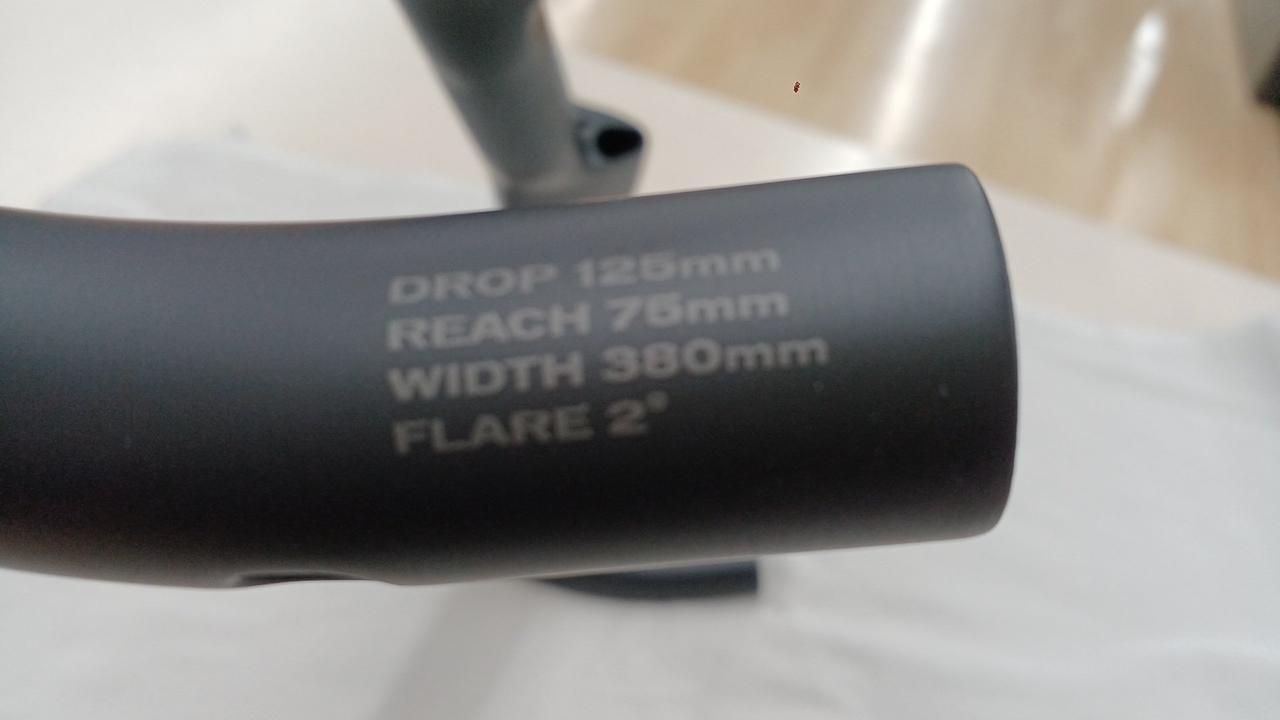 DROP 125mm
REACH 75mm
WIDTH 380mm
FLARE 2°